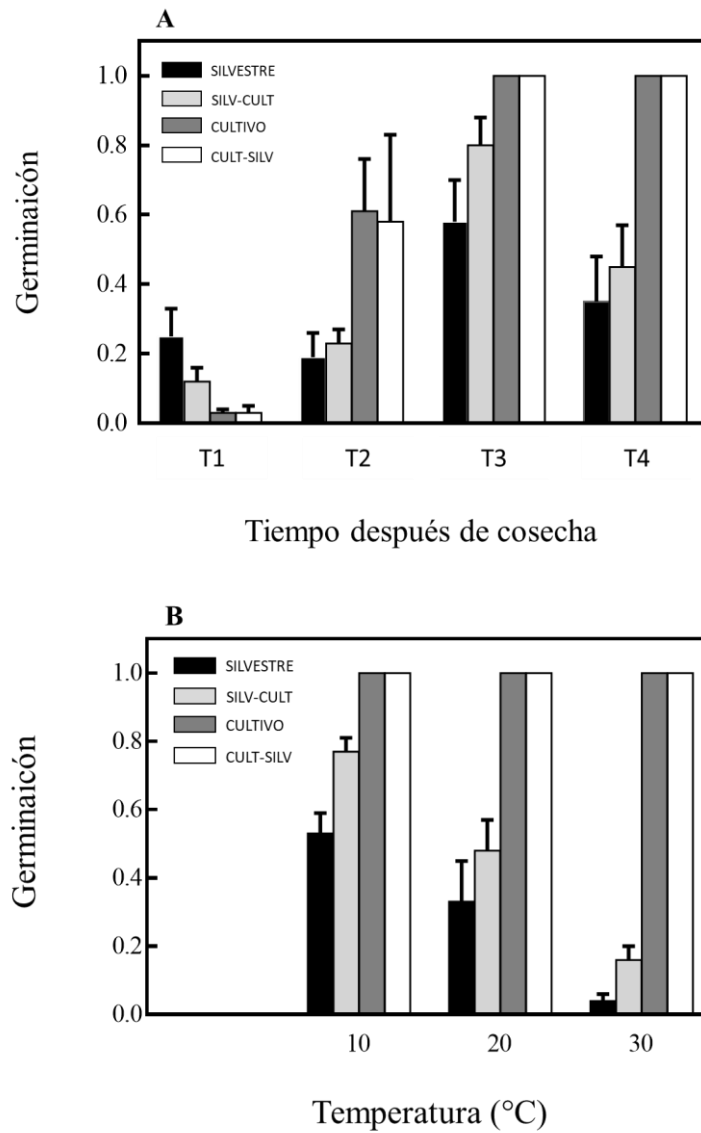 A
1.0
0.8
0.6
0.4
0.2
0.0
Germinaicón
SILVESTRE
SILV-CULT
CULTIVO
CULT-SILV
T1 T2 T3 T4
Tiempo después de cosecha
B
1.0
0.8
0.6
0.4
0.2
0.0
Germinaicón
SILVESTRE
SILV-CULT
CULTIVO
CULT-SILV
10 20 30
Temperatura (°C)